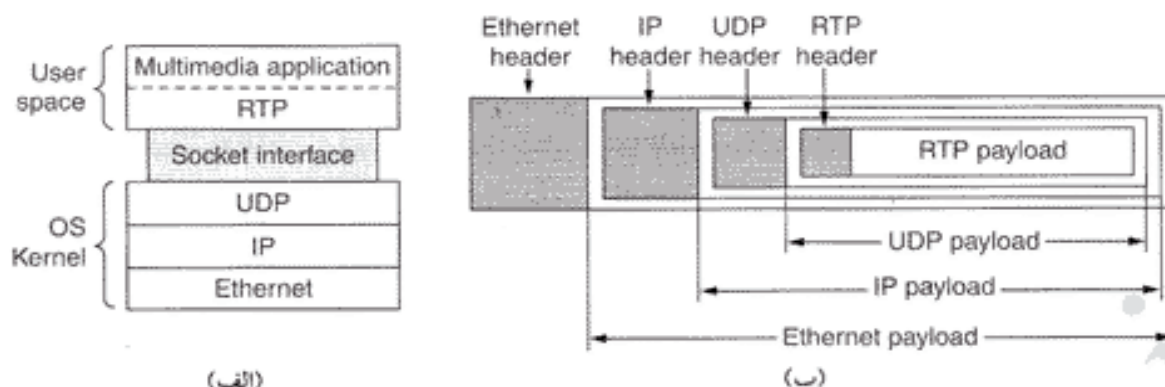 User
space
Multimedia application
RTP
Socket interface
OS
Kernel
UDP
IP
Ethernet
(الف)
Ethernet
header
IP
header
UDP
header
RTP
header
RTP payload
UDP payload
IP payload
Ethernet payload
(ب)